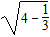 √(4 − 1/3)